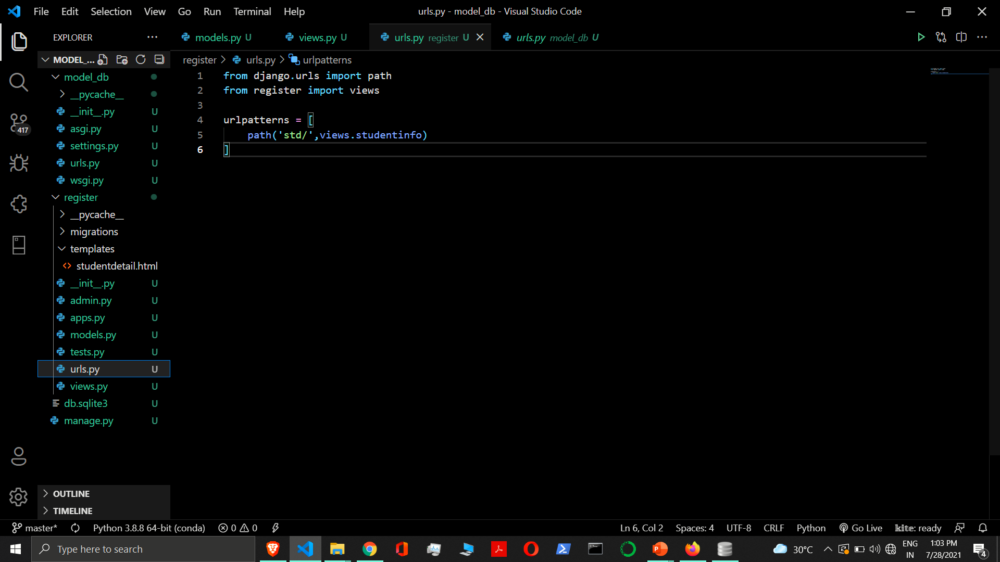 File Edit Selection View Go Run Terminal Help
urls.py - model_db - Visual Studio Code
EXPLORER
models.py U
views.py U
urls.py register U
urls.py model_db U
MODEL_...
register > urls.py > urlpatterns
model_db
__pycache__
__init__.py U
asgi.py U
settings.py U
urls.py U
wsgi.py U
register
__pycache__
migrations
templates
studentdetail.html
__init__.py U
admin.py U
apps.py U
models.py U
tests.py U
urls.py U
views.py U
db.sqlite3 U
manage.py U
417
OUTLINE
TIMELINE
1 from django.urls import path
2 from register import views
3
4 urlpatterns = [
5 path('std/',views.studentinfo)
6 ]
master* Python 3.8.8 64-bit (conda) 0 0
Ln 6, Col 2 Spaces: 4 UTF-8 CRLF Python Go Live kite: ready
Type here to search
30°C
ENG
IN
1:03 PM
7/28/2021
4